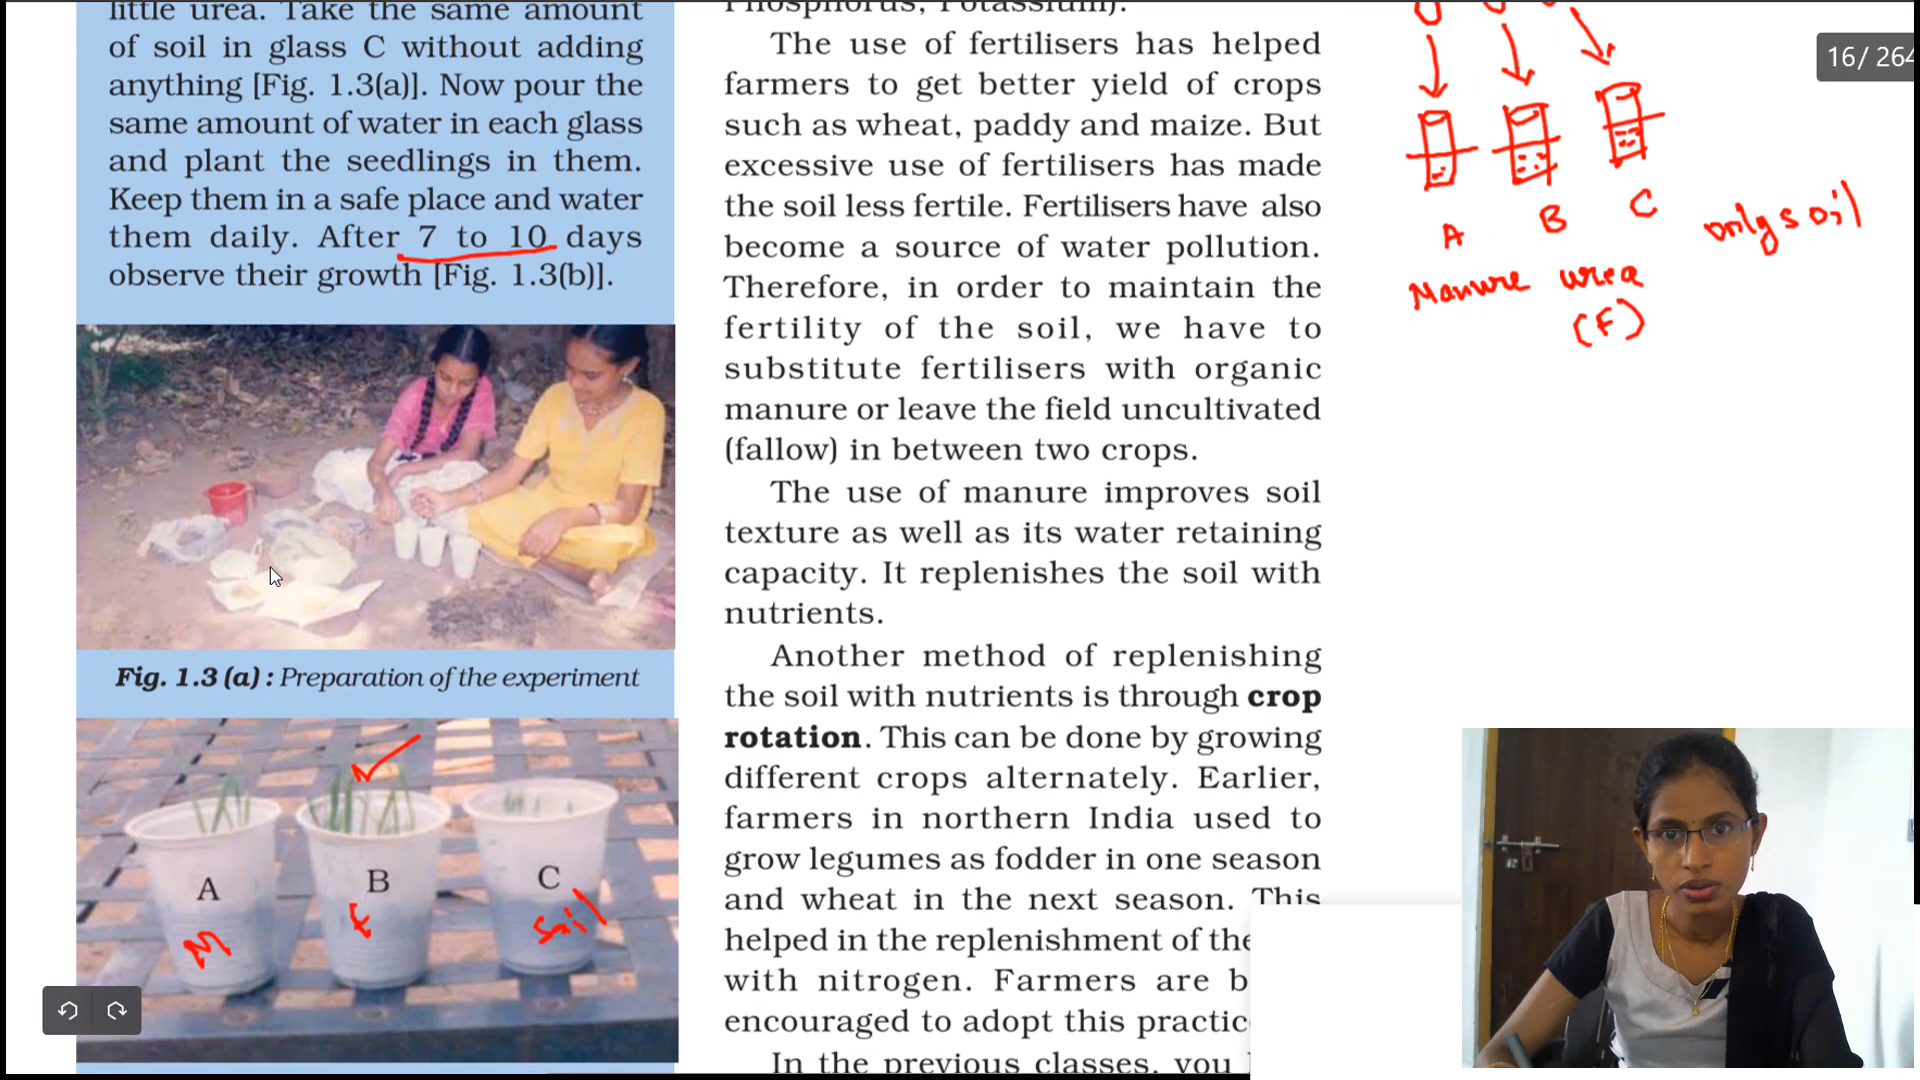 little urea. Take the same amount
of soil in glass C without adding
anything [Fig. 1.3(a)]. Now pour the
same amount of water in each glass
and plant the seedlings in them.
Keep them in a safe place and water
them daily. After 7 to 10 days
observe their growth [Fig. 1.3(b)].
Fig. 1.3 (a) : Preparation of the experiment
A
B
C
M
F
Soil
Phosphorus, Potassium).
The use of fertilisers has helped
farmers to get better yield of crops
such as wheat, paddy and maize. But
excessive use of fertilisers has made
the soil less fertile. Fertilisers have also
become a source of water pollution.
Therefore, in order to maintain the
fertility of the soil, we have to
substitute fertilisers with organic
manure or leave the field uncultivated
(fallow) in between two crops.
The use of manure improves soil
texture as well as its water retaining
capacity. It replenishes the soil with
nutrients.
Another method of replenishing
the soil with nutrients is through crop
rotation. This can be done by growing
different crops alternately. Earlier,
farmers in northern India used to
grow legumes as fodder in one season
and wheat in the next season. This
helped in the replenishment of the
with nitrogen. Farmers are b
encouraged to adopt this practic
In the previous classes, you
16/ 264
A
B
C
only soil
Manure
urea
(F)